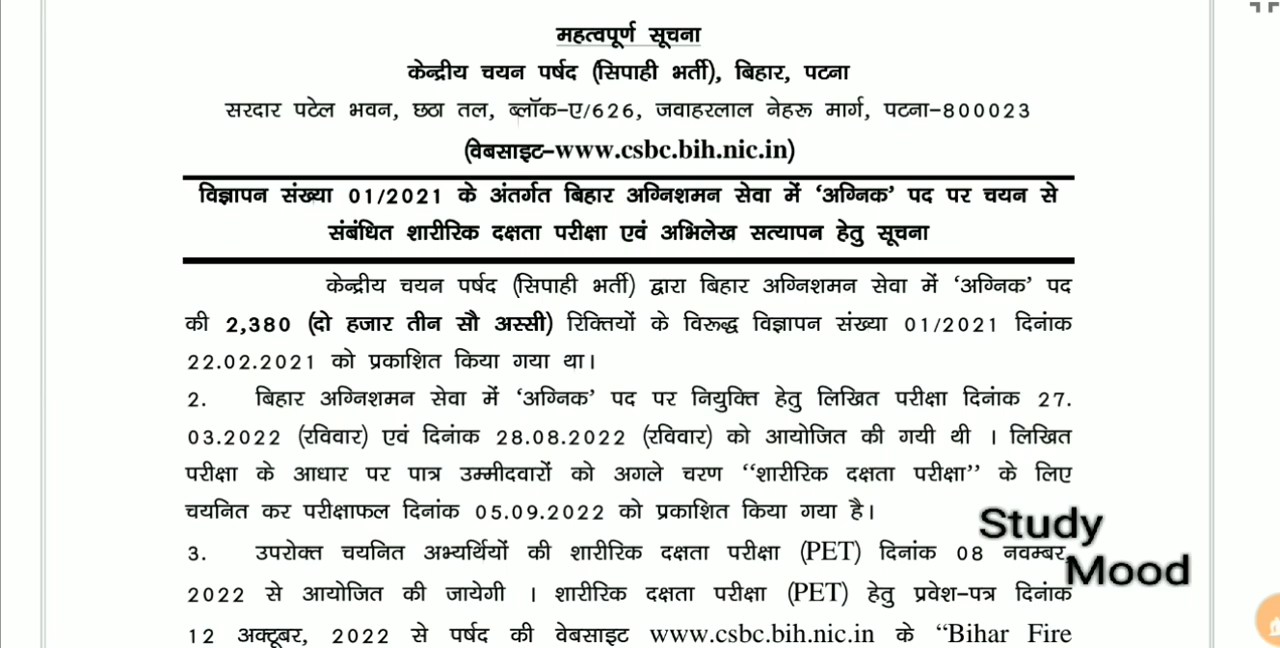 महत्वपूर्ण सूचना
केन्द्रीय चयन पर्षद (सिपाही भर्ती), बिहार, पटना
सरदार पटेल भवन, छठा तल, ब्लॉक-ए/626, जवाहरलाल नेहरू मार्ग, पटना-800023
(वेबसाइट-www.csbc.bih.nic.in)
विज्ञापन संख्या 01/2021 के अंतर्गत बिहार अग्निशमन सेवा में ‘अग्निक’ पद पर चयन से
संबंधित शारीरिक दक्षता परीक्षा एवं अभिलेख सत्यापन हेतु सूचना
केन्द्रीय चयन पर्षद (सिपाही भर्ती) द्वारा बिहार अग्निशमन सेवा में ‘अग्निक’ पद
की 2,380 (दो हजार तीन सौ अस्सी) रिक्तियों के विरूद्ध विज्ञापन संख्या 01/2021 दिनांक
22.02.2021 को प्रकाशित किया गया था।
2. बिहार अग्निशमन सेवा में ‘अग्निक’ पद पर नियुक्ति हेतु लिखित परीक्षा दिनांक 27.
03.2022 (रविवार) एवं दिनांक 28.08.2022 (रविवार) को आयोजित की गयी थी । लिखित
परीक्षा के आधार पर पात्र उम्मीदवारों को अगले चरण ‘‘शारीरिक दक्षता परीक्षा’’ के लिए
चयनित कर परीक्षाफल दिनांक 05.09.2022 को प्रकाशित किया गया है।
3. उपरोक्त चयनित अभ्यर्थियों की शारीरिक दक्षता परीक्षा (PET) दिनांक 08 नवम्बर,
2022 से आयोजित की जायेगी । शारीरिक दक्षता परीक्षा (PET) हेतु प्रवेश-पत्र दिनांक
12 अक्टूबर, 2022 से पर्षद की वेबसाइट www.csbc.bih.nic.in के “Bihar Fire
Study
Mood